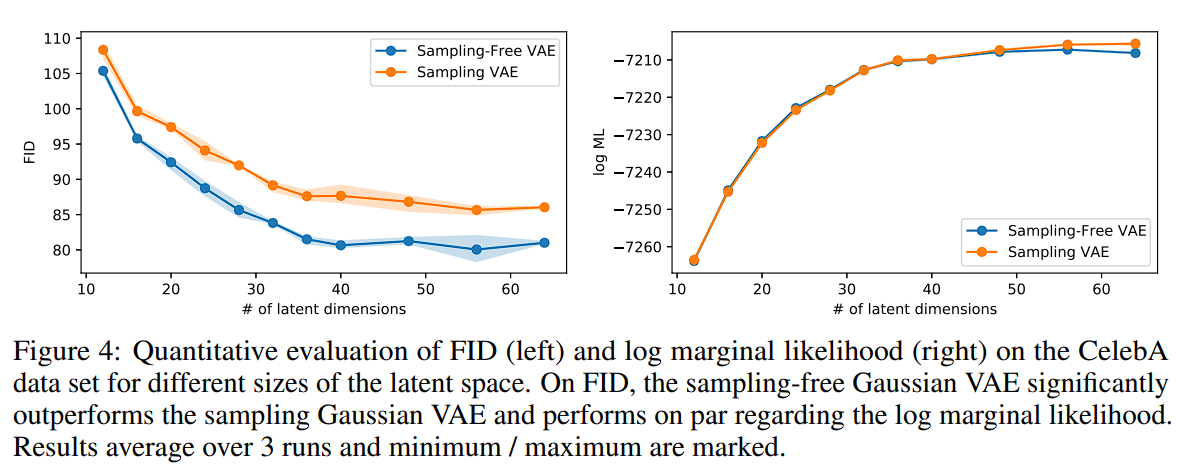 110
105
100
95
90
85
80
FID
10 20 30 40 50 60
# of latent dimensions
Sampling-Free VAE
Sampling VAE
−7210
−7220
−7230
−7240
−7250
−7260
log ML
10 20 30 40 50 60
# of latent dimensions
Sampling-Free VAE
Sampling VAE
Figure 4: Quantitative evaluation of FID (left) and log marginal likelihood (right) on the CelebA
data set for different sizes of the latent space. On FID, the sampling-free Gaussian VAE significantly
outperforms the sampling Gaussian VAE and performs on par regarding the log marginal likelihood.
Results average over 3 runs and minimum / maximum are marked.